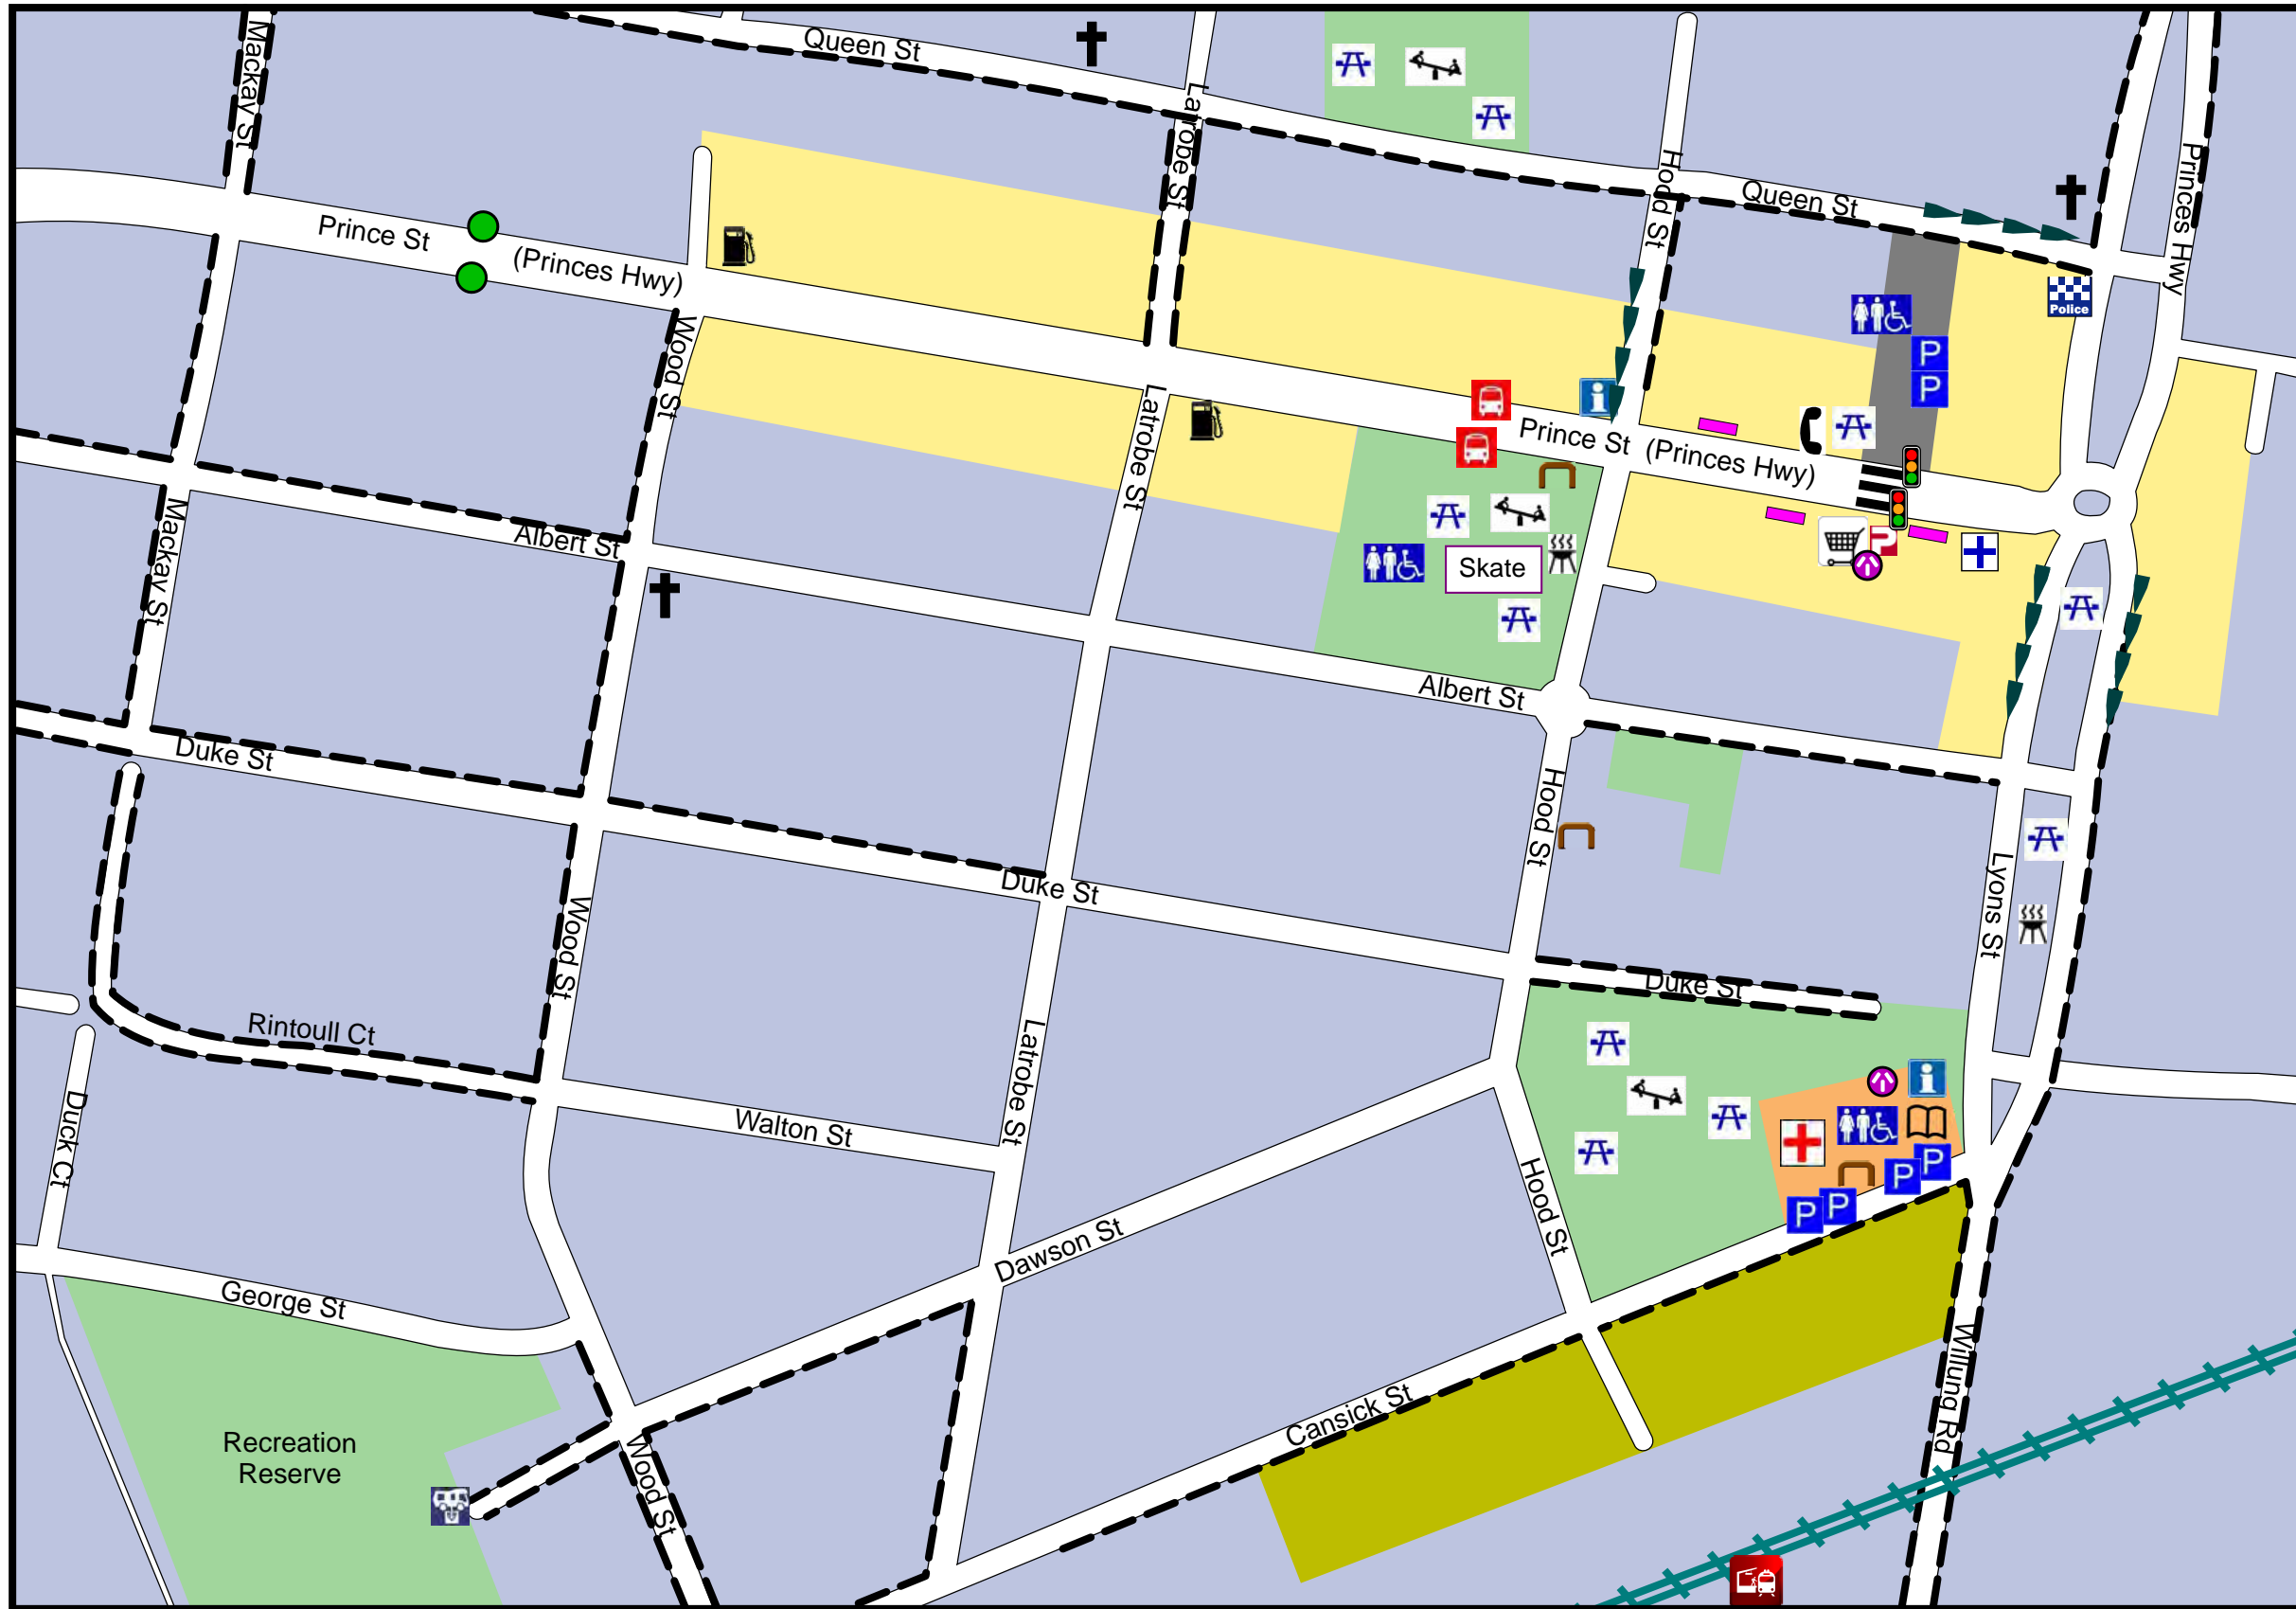 Queen St
Mackay St
Latrobe St
Hood St
Princes Hwy
Queen St
Prince St
(Princes Hwy)
Police
P
P
Wood St
Latrobe St
Prince St (Princes Hwy)
Mackay St
Albert St
Skate
P
Albert St
Duke St
Hood St
Duke St
Lyons St
Wood St
Duke St
Rintoull Ct
Latrobe St
Duck Ct
Walton St
Hood St
P
P
P
P
Dawson St
George St
Willung Rd
Cansick St
Recreation
Reserve
Wood St